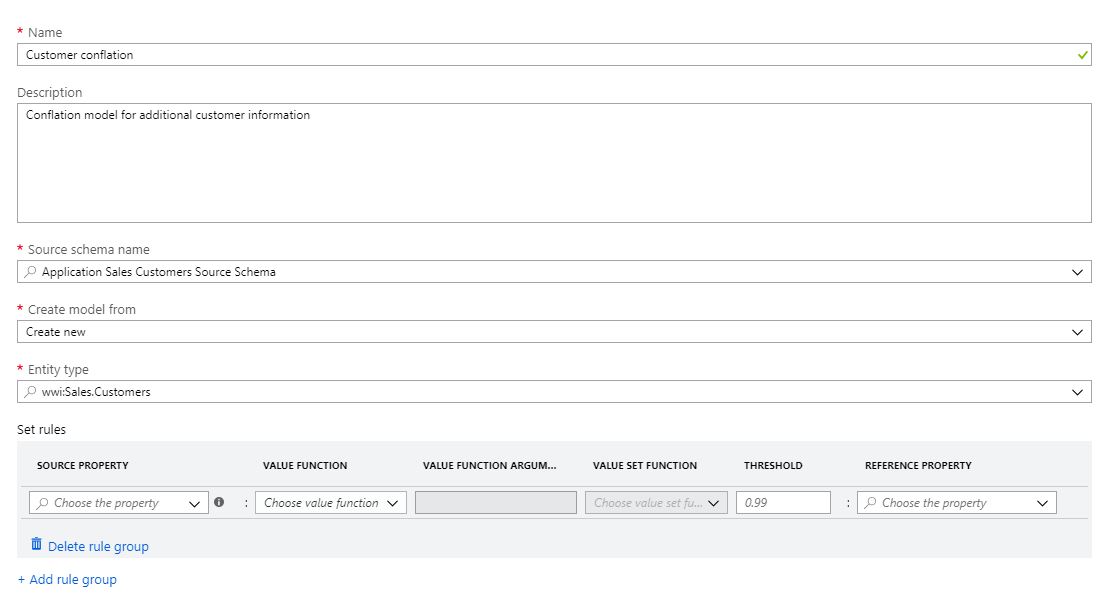 * Name
Customer conflation
Description
Conflation model for additional customer information
* Source schema name
Application Sales Customers Source Schema
* Create model from
Create new
* Entity type
wwi:Sales.Customers
Set rules
SOURCE PROPERTY VALUE FUNCTION VALUE FUNCTION ARGUM... VALUE SET FUNCTION THRESHOLD REFERENCE PROPERTY
Choose the property : Choose value function Choose value set fu... 0.99 : Choose the property
Delete rule group
+ Add rule group